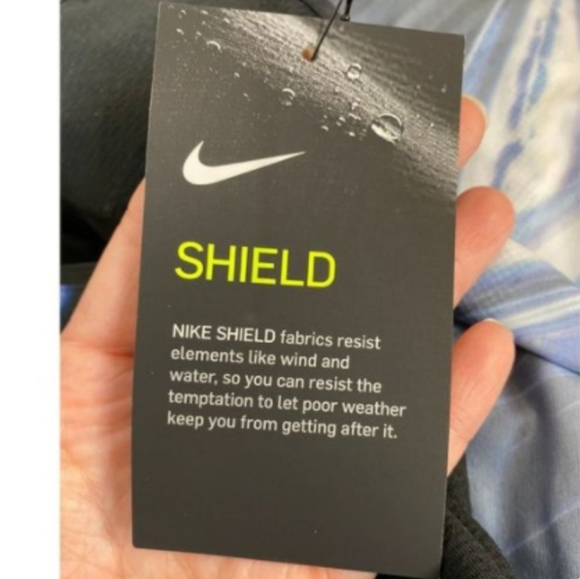 SHIELD
NIKE SHIELD fabrics resist
elements like wind and
water, so you can resist the
temptation to let poor weather
keep you from getting after it.